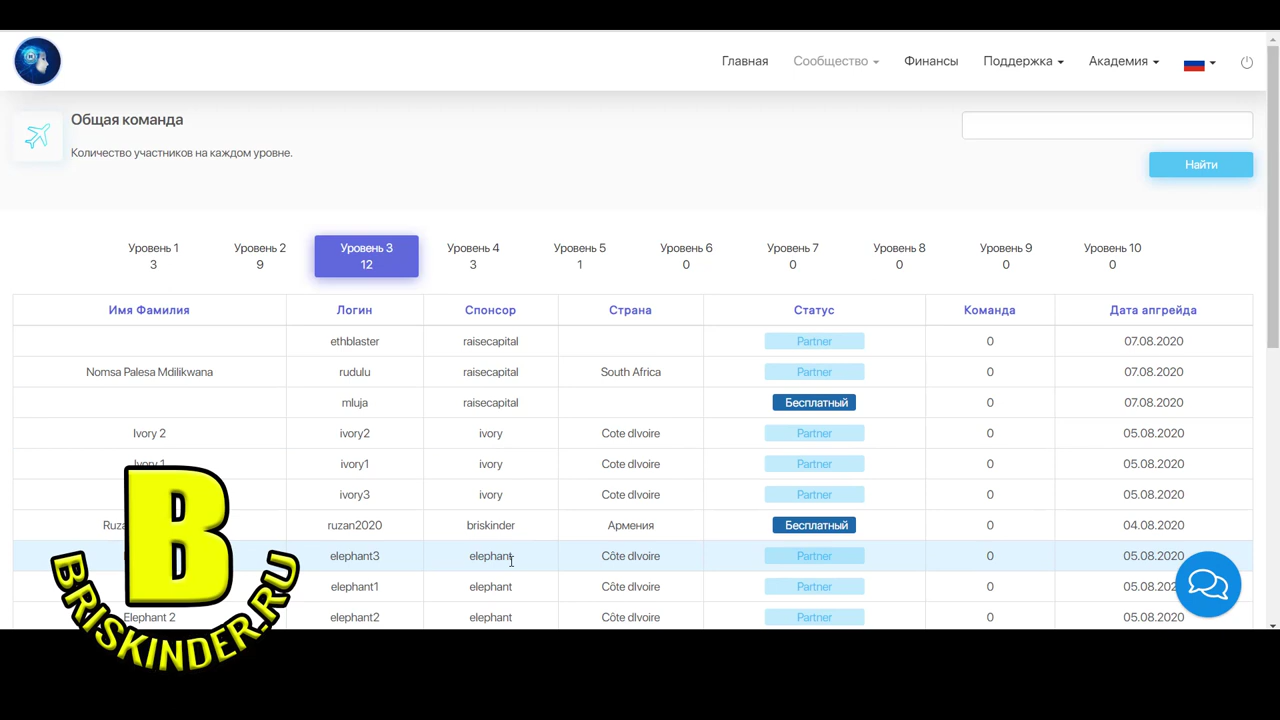 Главная Сообщество Финансы Поддержка Академия
Общая команда
Количество участников на каждом уровне.
Найти
Уровень 1 Уровень 2 Уровень 3 Уровень 4 Уровень 5 Уровень 6 Уровень 7 Уровень 8 Уровень 9 Уровень 10
3 9 12 3 1 0 0 0 0 0
Имя Фамилия Логин Спонсор Страна Статус Команда Дата апгрейда
ethblaster raisecapital Partner 0 07.08.2020
Nomsa Palesa Mdilikwana rudulu raisecapital South Africa Partner 0 07.08.2020
mluja raisecapital Бесплатный 0 07.08.2020
Ivory 2 ivory2 ivory Cote dIvoire Partner 0 05.08.2020
Ivory 1 ivory1 ivory Cote dIvoire Partner 0 05.08.2020
ivory3 ivory Cote dIvoire Partner 0 05.08.2020
ruzan2020 briskinder Армения Бесплатный 0 04.08.2020
elephant3 elephant Côte dIvoire Partner 0 05.08.2020
elephant1 elephant Côte dIvoire Partner 0 05.08.2020
Elephant 2 elephant2 elephant Côte dIvoire Partner 0 05.08.2020
B
BRISKINDER.RU